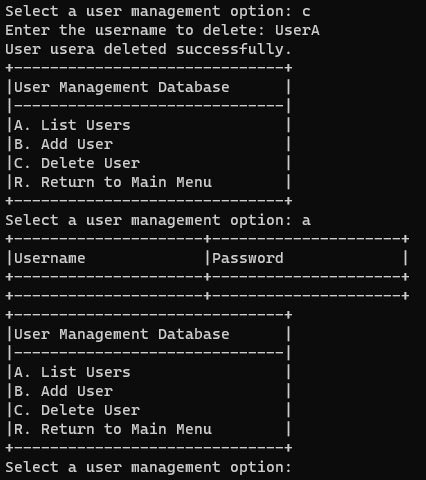 Select a user management option: c
Enter the username to delete: UserA
User usera deleted successfully.
+------------------------------+
|User Management Database      |
|------------------------------|
|A. List Users                 |
|B. Add User                   |
|C. Delete User                |
|R. Return to Main Menu        |
+------------------------------+
Select a user management option: a
+---------------------+---------------------+
|Username             |Password             |
+---------------------+---------------------+
+---------------------+---------------------+
+------------------------------+
|User Management Database      |
|------------------------------|
|A. List Users                 |
|B. Add User                   |
|C. Delete User                |
|R. Return to Main Menu        |
+------------------------------+
Select a user management option: